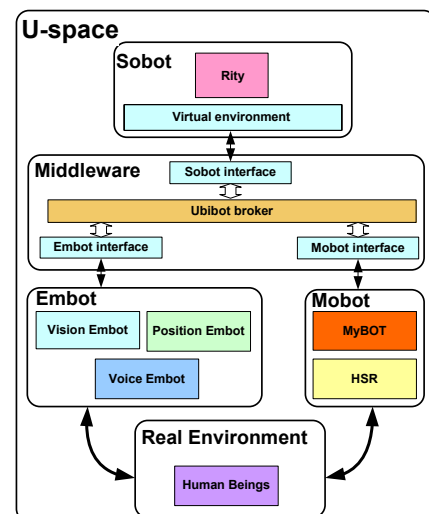 U-space
Sobot
Rity
Virtual environment
Middleware
Sobot interface
Ubibot broker
Embot interface
Mobot interface
Embot
Vision Embot
Position Embot
Voice Embot
Mobot
MyBOT
HSR
Real Environment
Human Beings